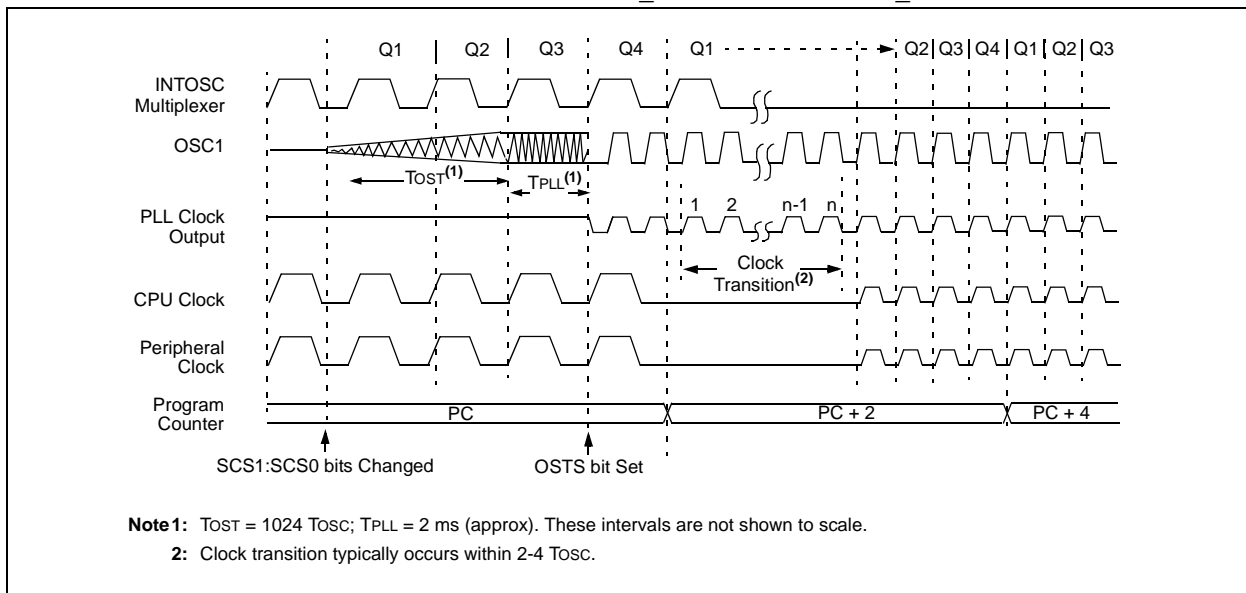 Q1 Q2 Q3 Q4 Q1 Q2 Q3 Q4 Q1 Q2 Q3
INTOSC
Multiplexer
OSC1
TOST(1)
TPLL(1)
1 2 n-1 n
PLL Clock
Output
Clock
Transition(2)
CPU Clock
Peripheral
Clock
Program
Counter
PC PC + 2 PC + 4
SCS1:SCS0 bits Changed OSTS bit Set
Note1: TOST = 1024 TOSC; TPLL = 2 ms (approx). These intervals are not shown to scale.
2: Clock transition typically occurs within 2-4 TOSC.